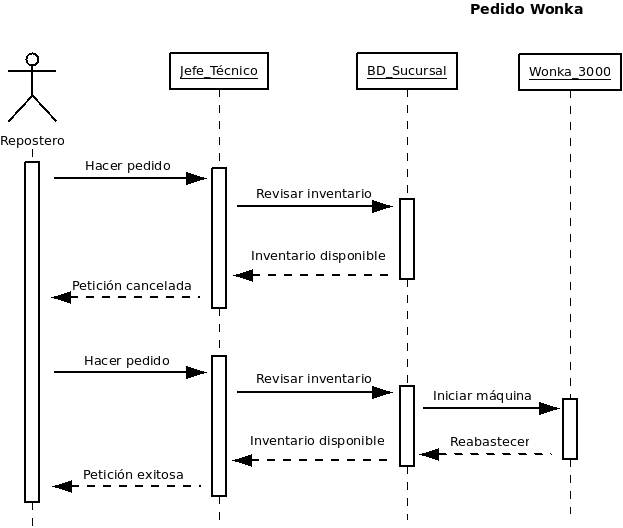 Pedido Wonka
Jefe_Técnico
BD_Sucursal
Wonka_3000
Repostero
Hacer pedido
Revisar inventario
Inventario disponible
Petición cancelada
Hacer pedido
Revisar inventario
Iniciar máquina
Inventario disponible
Reabastecer
Petición exitosa